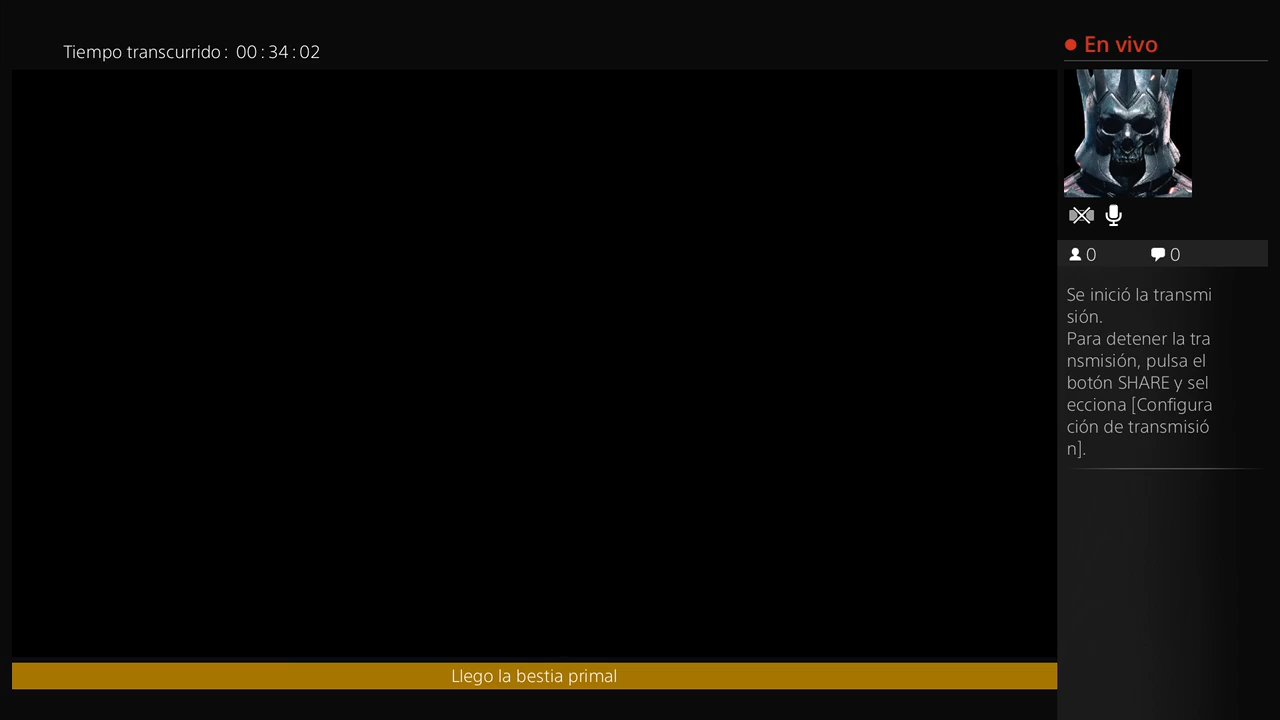 Tiempo transcurrido : 00 : 34 : 02
En vivo
0 0
Se inició la transmi
sión.
Para detener la tra
nsmisión, pulsa el
botón SHARE y sel
ecciona [Configura
ción de transmisió
n].
Llego la bestia primal